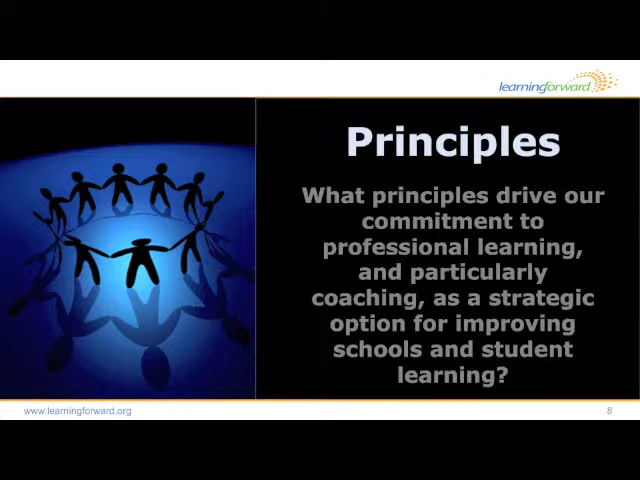 learningforward
Principles
What principles drive our
commitment to
professional learning,
and particularly
coaching, as a strategic
option for improving
schools and student
learning?
www.learningforward.org
8